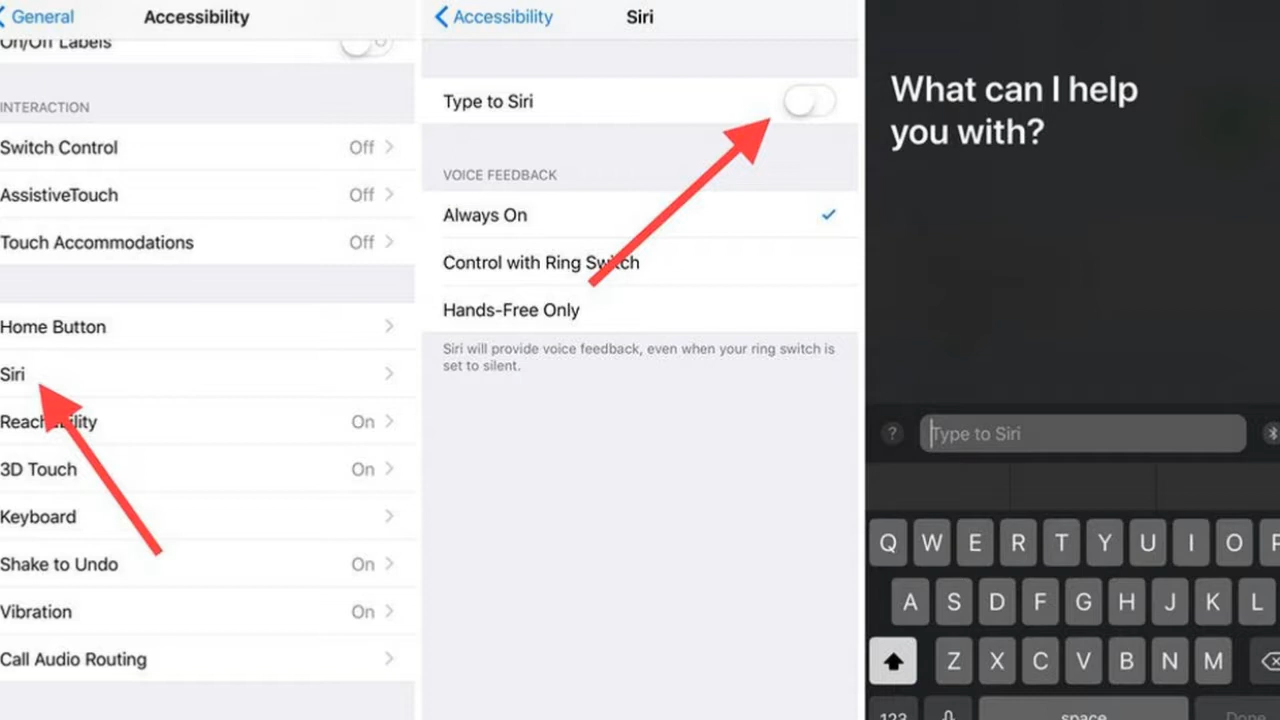 General
Accessibility
On/Off Labels
INTERACTION
Switch Control Off
AssistiveTouch Off
Touch Accommodations Off
Home Button
Siri
Reachability On
3D Touch On
Keyboard
Shake to Undo On
Vibration On
Call Audio Routing
Accessibility
Siri
Type to Siri
VOICE FEEDBACK
Always On
Control with Ring Switch
Hands-Free Only
Siri will provide voice feedback, even when your ring switch is
set to silent.
What can I help
you with?
?
Type to Siri
Q W E R T Y U I O P
A S D F G H J K L
Z X C V B N M
123 space Done